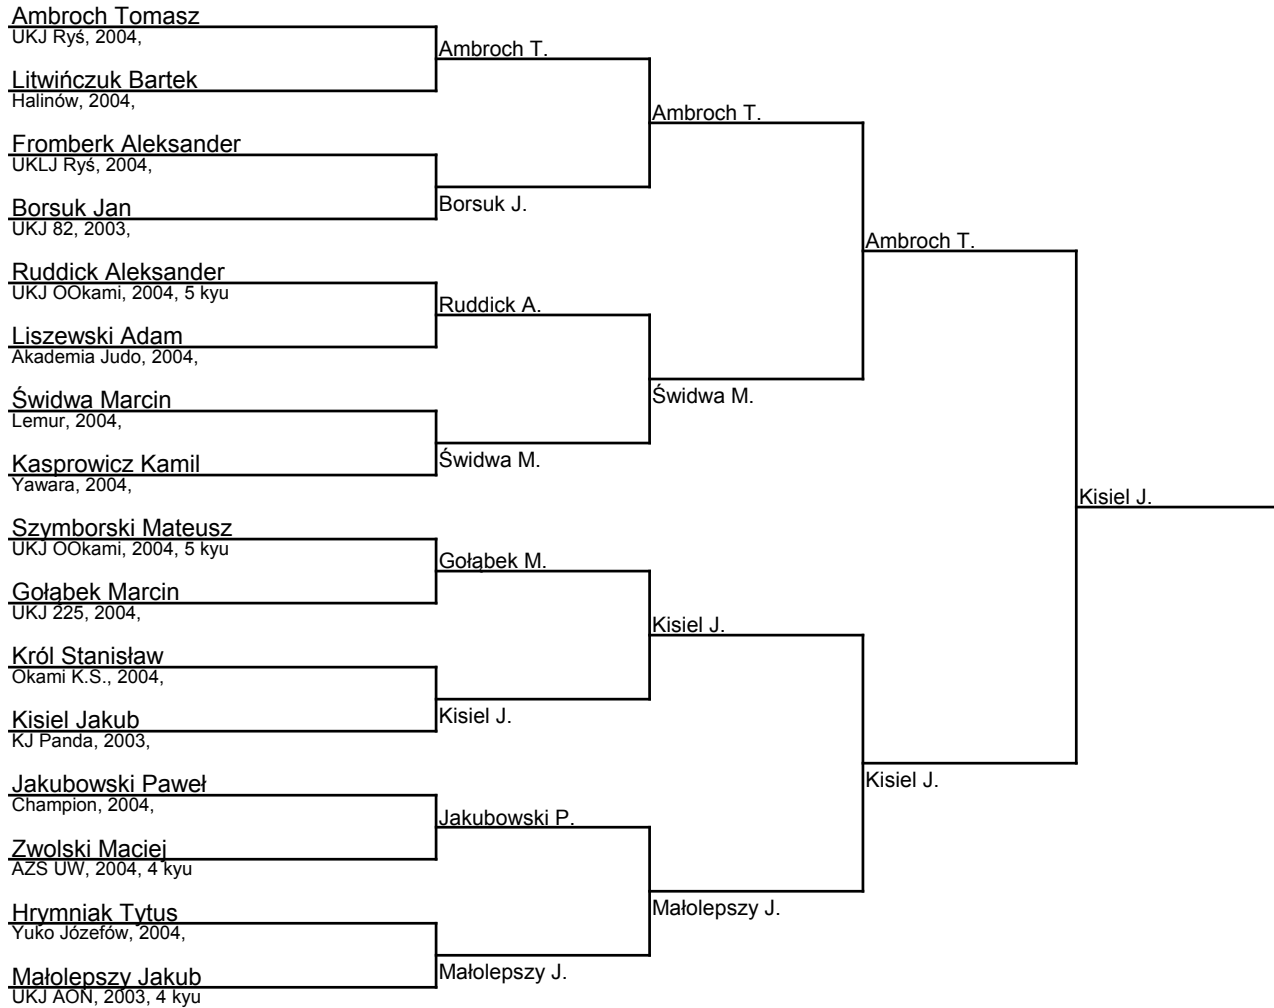 Ambroch Tomasz
UKJ Ryś, 2004,
Ambroch T.
Litwińczuk Bartek
Halinów, 2004,
Ambroch T.
Fromberk Aleksander
UKLJ Ryś, 2004,
Borsuk J.
Borsuk Jan
UKJ 82, 2003,
Ambroch T.
Ruddick Aleksander
UKJ OOkami, 2004, 5 kyu
Ruddick A.
Liszewski Adam
Akademia Judo, 2004,
Świdwa M.
Świdwa Marcin
Lemur, 2004,
Świdwa M.
Kasprowicz Kamil
Yawara, 2004,
Kisiel J.
Szymborski Mateusz
UKJ OOkami, 2004, 5 kyu
Gołąbek M.
Gołąbek Marcin
UKJ 225, 2004,
Kisiel J.
Król Stanisław
Okami K.S., 2004,
Kisiel J.
Kisiel Jakub
KJ Panda, 2003,
Kisiel J.
Jakubowski Paweł
Champion, 2004,
Jakubowski P.
Zwolski Maciej
AZS UW, 2004, 4 kyu
Małolepszy J.
Hrymniak Tytus
Yuko Józefów, 2004,
Małolepszy J.
Małolepszy Jakub
UKJ AON, 2003, 4 kyu